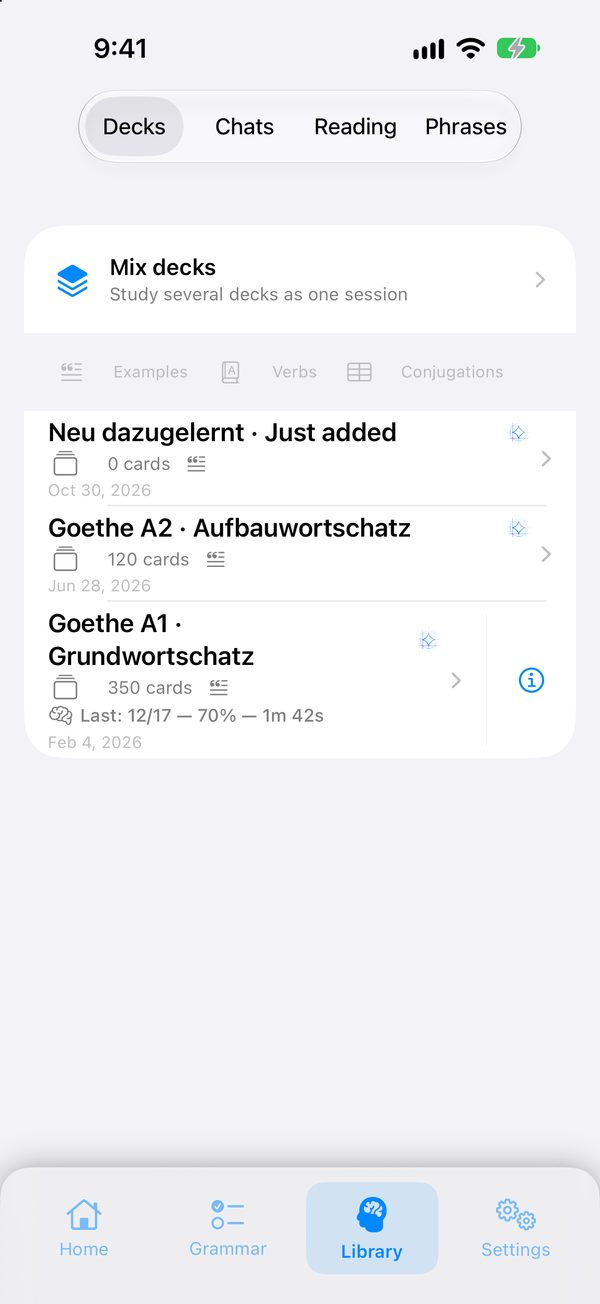 9:41
Decks Chats Reading Phrases
Mix decks
Study several decks as one session
Examples Verbs Conjugations
Neu dazugelernt · Just added
0 cards
Oct 30, 2026
Goethe A2 · Aufbauwortschatz
120 cards
Jun 28, 2026
Goethe A1 ·
Grundwortschatz
350 cards
Last: 12/17 — 70% — 1m 42s
Feb 4, 2026
Home Grammar Library Settings